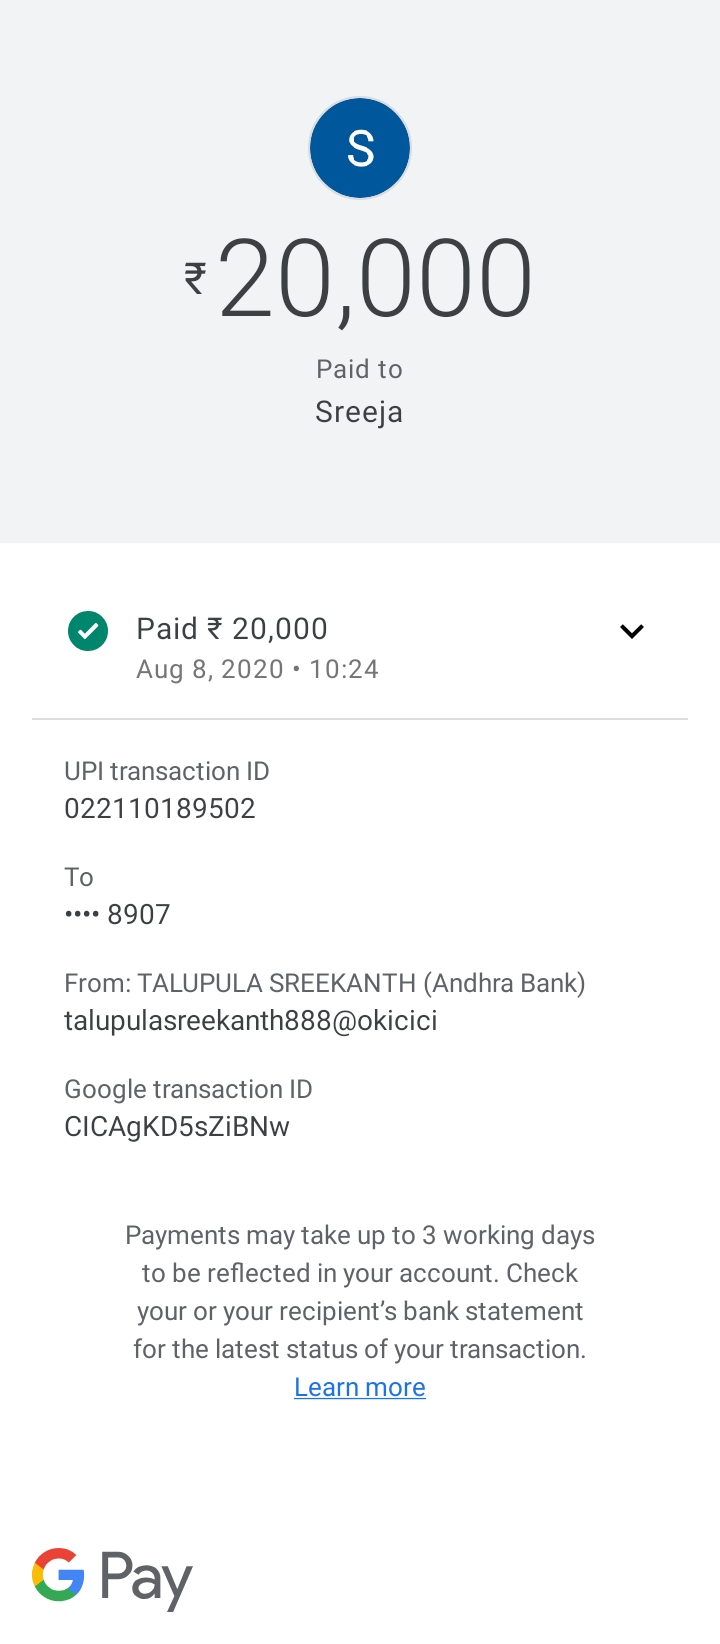 S
₹20,000
Paid to
Sreeja
Paid ₹ 20,000
Aug 8, 2020 • 10:24
UPI transaction ID
022110189502
To
•••• 8907
From: TALUPULA SREEKANTH (Andhra Bank)
talupulasreekanth888@okicici
Google transaction ID
CICAgKD5sZiBNw
Payments may take up to 3 working days
to be reflected in your account. Check
your or your recipient’s bank statement
for the latest status of your transaction.
Learn more
G Pay